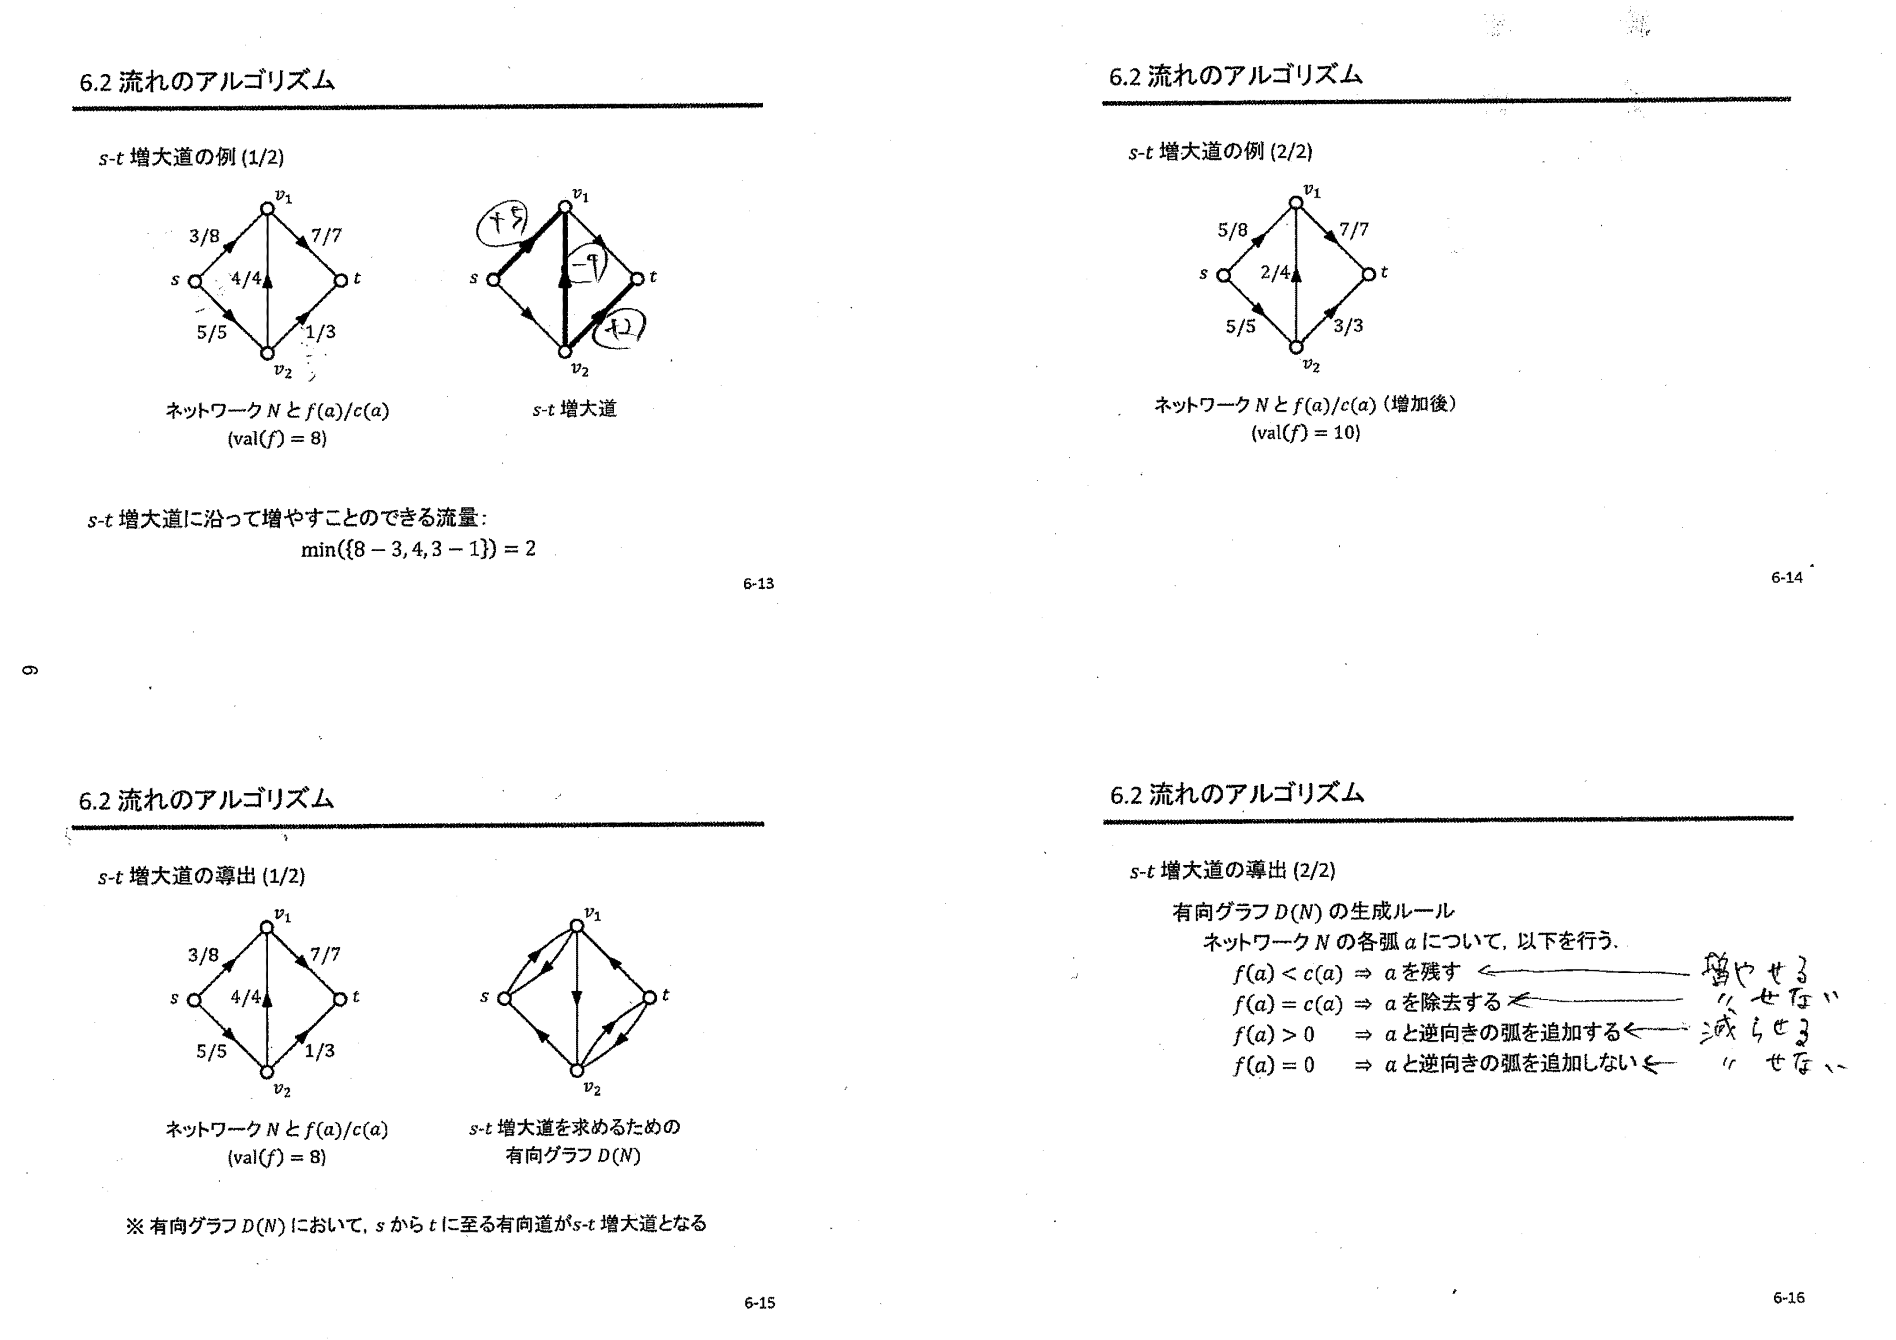 6.2 流れのアルゴリズム
s-t 増大道の例 (1/2)
v₁
3/8
7/7
s
4/4
t
5/5
1/3
v₂
ネットワーク N と f(a)/c(a)
(val(f) = 8)
v₁
+5
s
t
+2
v₂
s-t 増大道
s-t 増大道に沿って増やすことのできる流量:
min({8 − 3, 4, 3 − 1}) = 2
6-13
6.2 流れのアルゴリズム
s-t 増大道の例 (2/2)
v₁
5/8
7/7
s
2/4
t
5/5
3/3
v₂
ネットワーク N と f(a)/c(a) (増加後)
(val(f) = 10)
6-14
6
6.2 流れのアルゴリズム
s-t 増大道の導出 (1/2)
v₁
3/8
7/7
s
4/4
t
5/5
1/3
v₂
ネットワーク N と f(a)/c(a)
(val(f) = 8)
v₁
s
t
v₂
s-t 増大道を求めるための
有向グラフ D(N)
※ 有向グラフ D(N) において, s から t に至る有向道がs-t 増大道となる
6-15
6.2 流れのアルゴリズム
s-t 増大道の導出 (2/2)
有向グラフ D(N) の生成ルール
ネットワーク N の各弧 a について, 以下を行う.
f(a) < c(a) ⇒ a を残す ← 増やせる
f(a) = c(a) ⇒ a を除去する ← 〃 せない
f(a) > 0 ⇒ a と逆向きの弧を追加する ← 減らせる
f(a) = 0 ⇒ a と逆向きの弧を追加しない ← 〃 せない
6-16